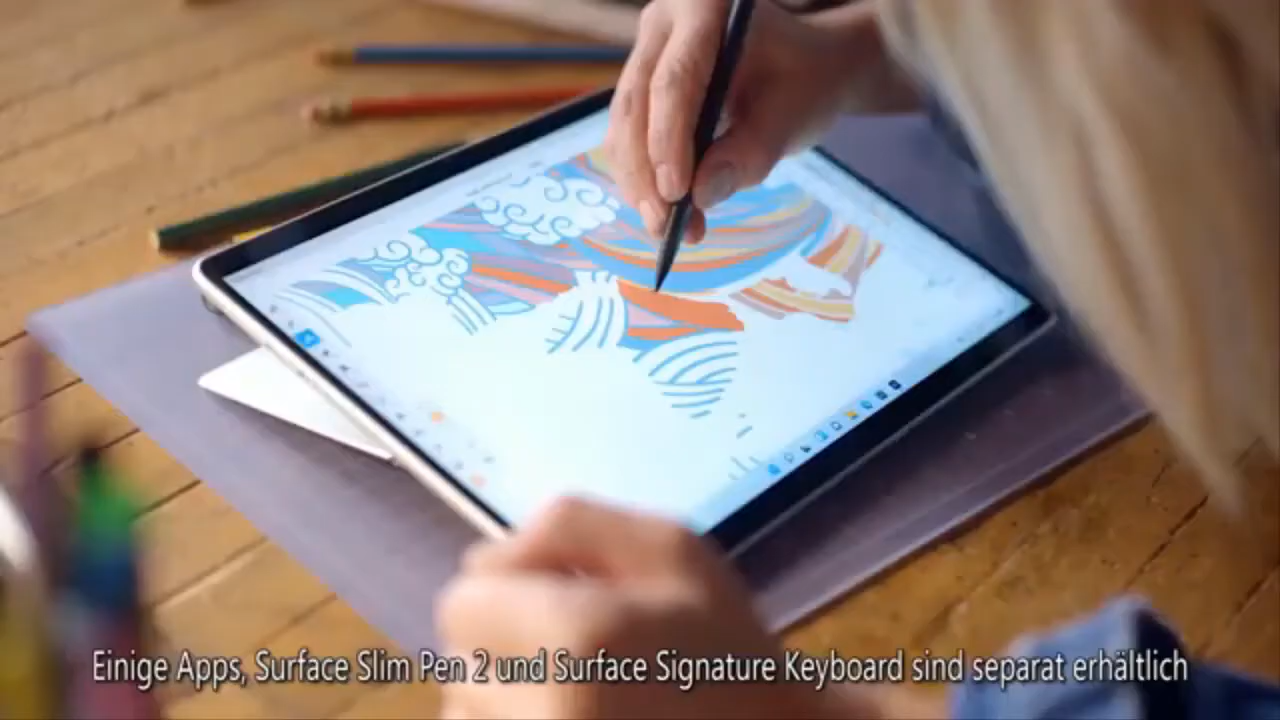 Einige Apps, Surface Slim Pen 2 und Surface Signature Keyboard sind separat erhältlich